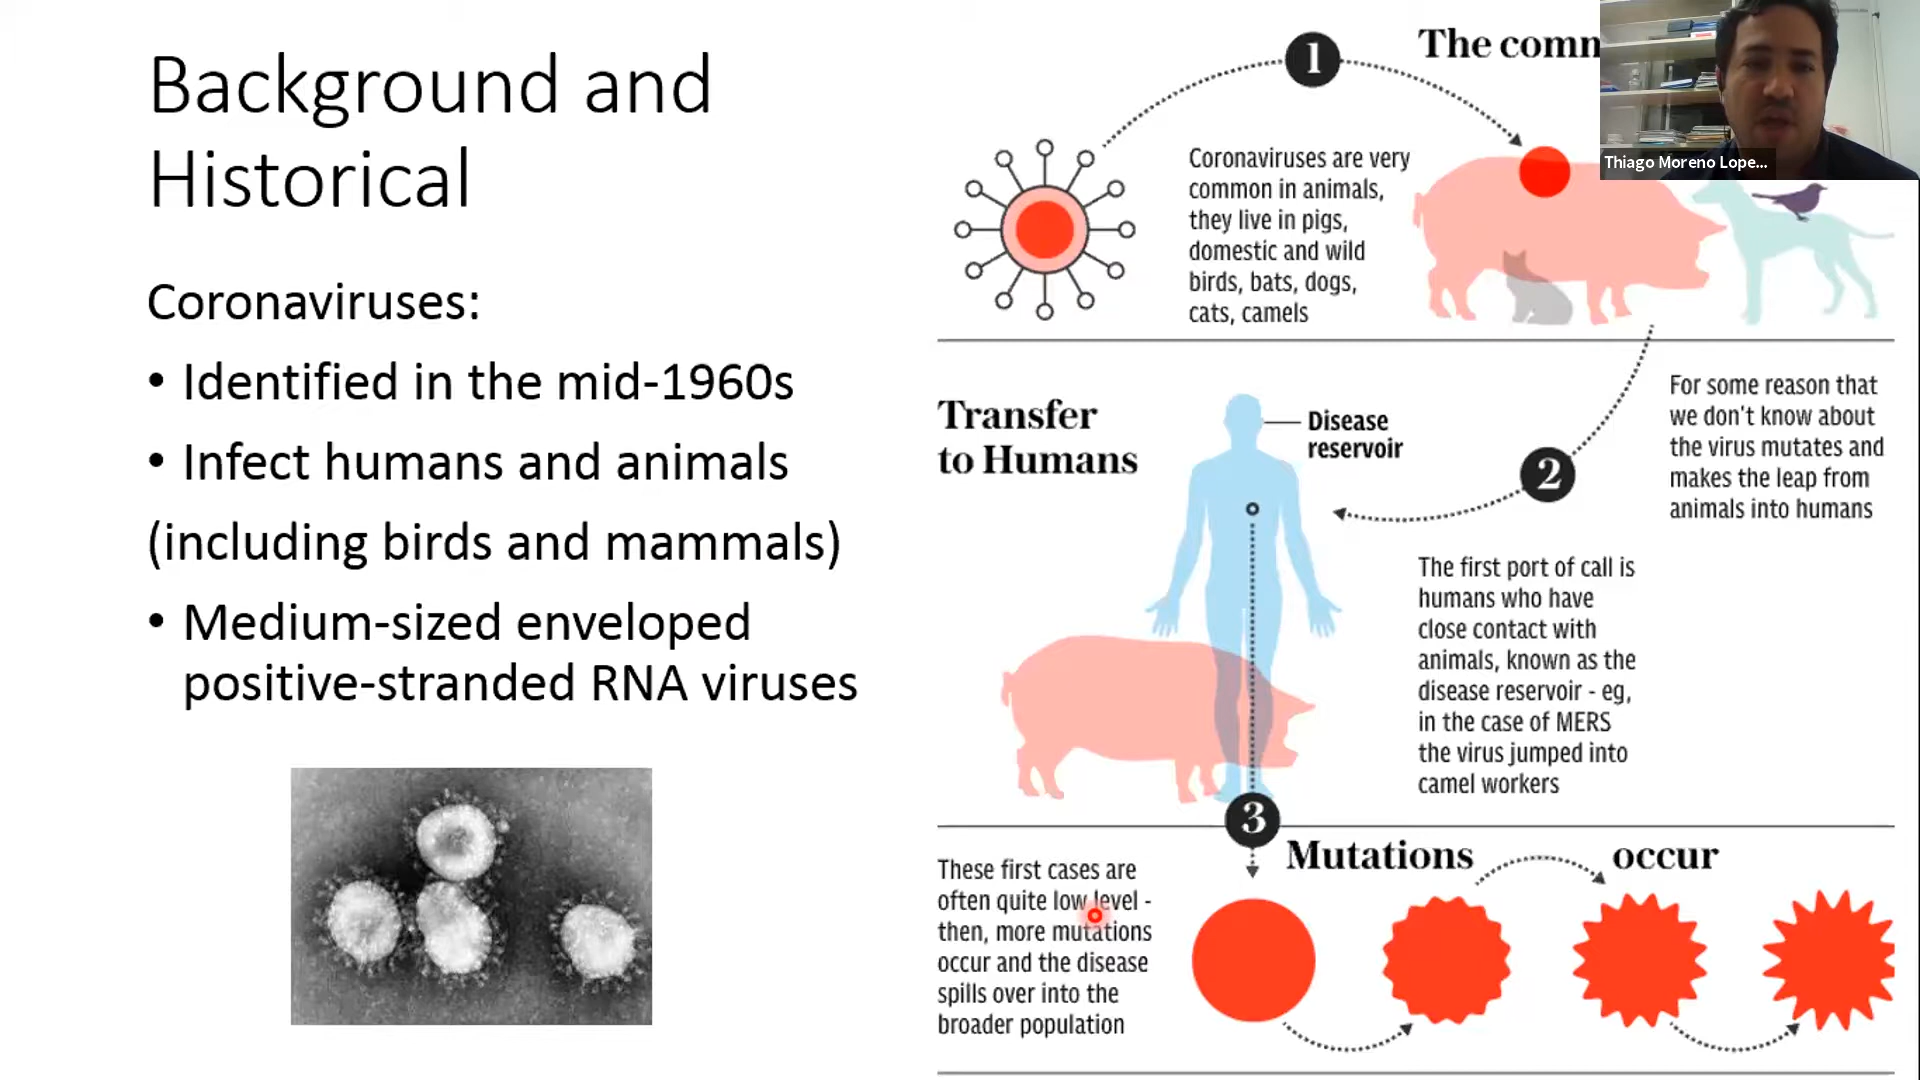 Background and
Historical
Coronaviruses:
• Identified in the mid-1960s
• Infect humans and animals
(including birds and mammals)
• Medium-sized enveloped
positive-stranded RNA viruses
1
The comm
Thiago Moreno Lope...
Coronaviruses are very
common in animals,
they live in pigs,
domestic and wild
birds, bats, dogs,
cats, camels
Transfer
to Humans
Disease
reservoir
2
For some reason that
we don't know about
the virus mutates and
makes the leap from
animals into humans
The first port of call is
humans who have
close contact with
animals, known as the
disease reservoir - eg,
in the case of MERS
the virus jumped into
camel workers
3
Mutations occur
These first cases are
often quite low level -
then, more mutations
occur and the disease
spills over into the
broader population